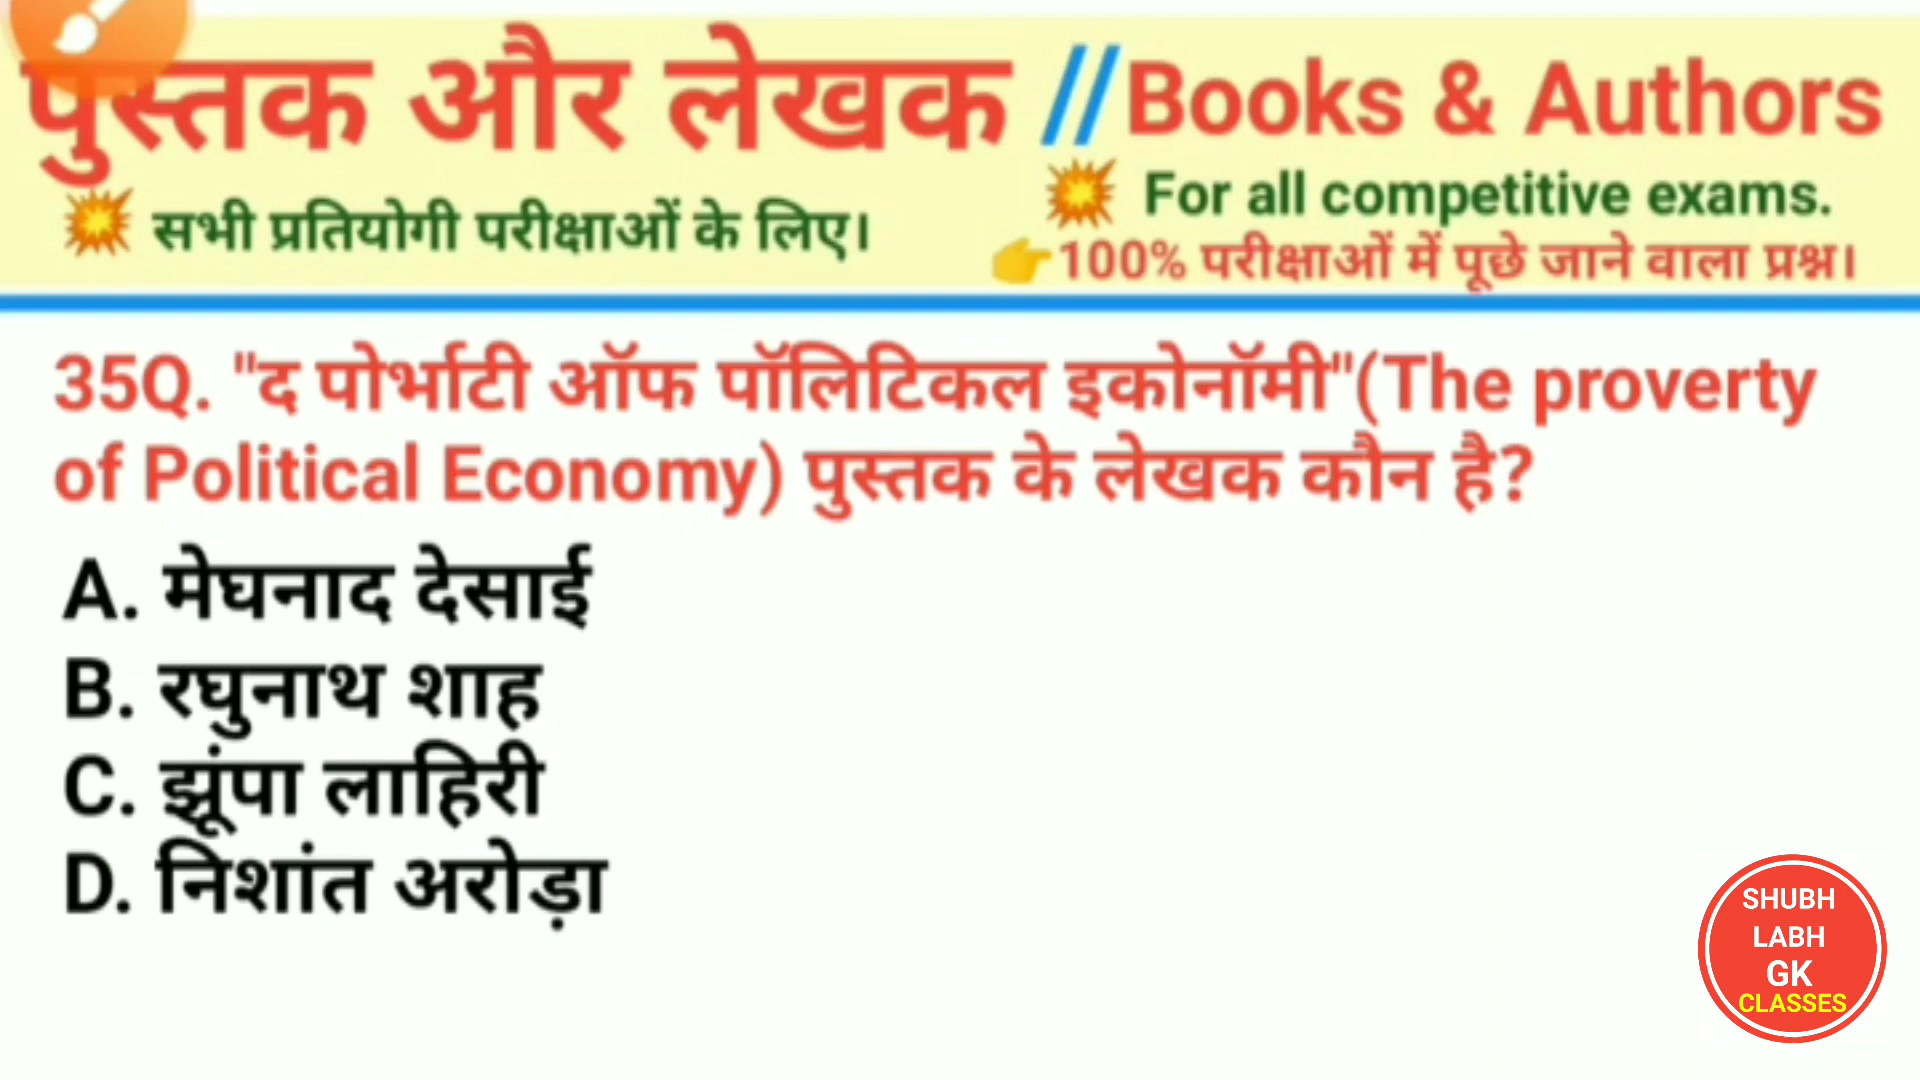 पुस्तक और लेखक //Books & Authors
सभी प्रतियोगी परीक्षाओं के लिए।
For all competitive exams.
100% परीक्षाओं में पूछे जाने वाला प्रश्न।
35Q. "द पोर्भाटी ऑफ पॉलिटिकल इकोनॉमी"(The proverty
of Political Economy) पुस्तक के लेखक कौन है?
A. मेघनाद देसाई
B. रघुनाथ शाह
C. झूंपा लाहिरी
D. निशांत अरोड़ा
SHUBH
LABH
GK
CLASSES